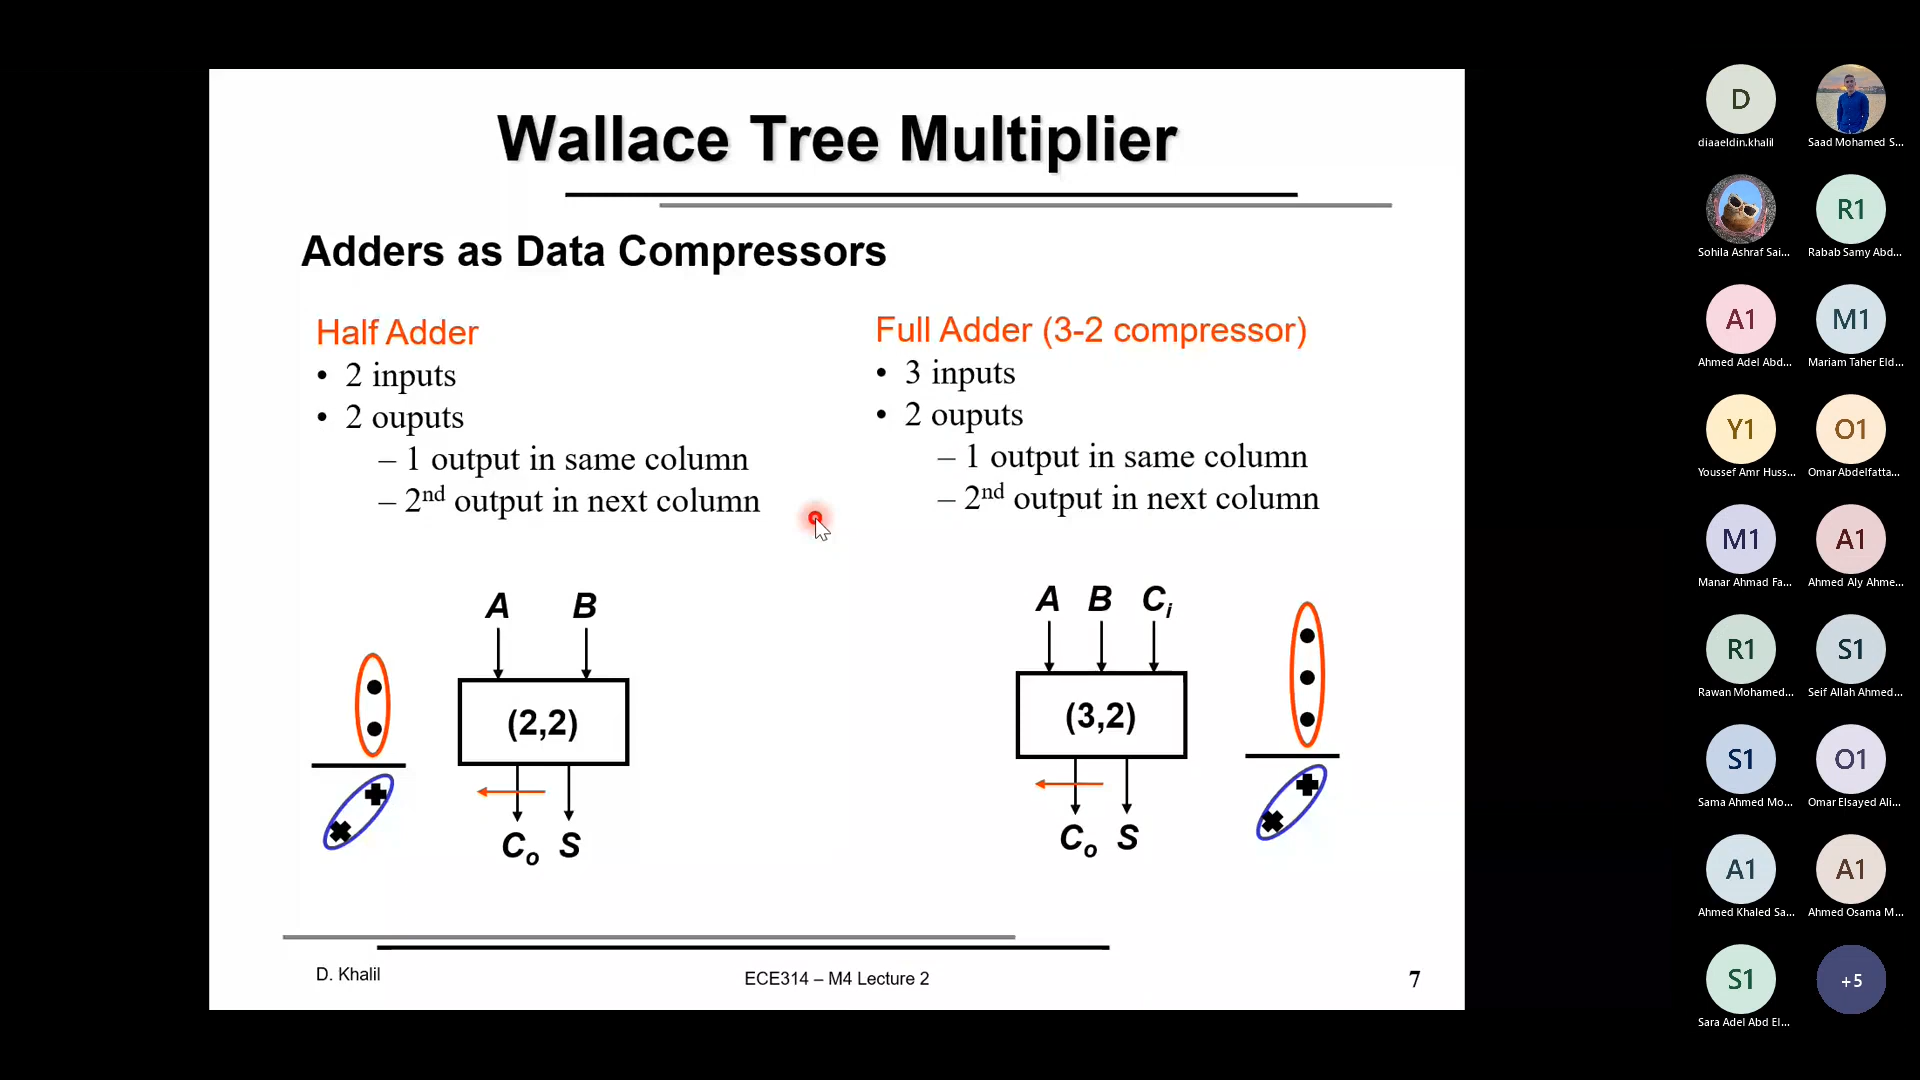 Wallace Tree Multiplier
Adders as Data Compressors
Half Adder
• 2 inputs
• 2 ouputs
– 1 output in same column
– 2nd output in next column
A B
(2,2)
Co S
Full Adder (3-2 compressor)
• 3 inputs
• 2 ouputs
– 1 output in same column
– 2nd output in next column
A B Ci
(3,2)
Co S
D. Khalil
ECE314 – M4 Lecture 2
7
D
diaaeldin.khalil
Saad Mohamed S...
Sohila Ashraf Sai...
R1
Rabab Samy Abd...
A1
Ahmed Adel Abd...
M1
Mariam Taher Eld...
Y1
Youssef Amr Huss...
O1
Omar Abdelfatta...
M1
Manar Ahmad Fa...
A1
Ahmed Aly Ahme...
R1
Rawan Mohamed...
S1
Seif Allah Ahmed...
S1
Sama Ahmed Mo...
O1
Omar Elsayed Ali...
A1
Ahmed Khaled Sa...
A1
Ahmed Osama M...
S1
Sara Adel Abd El...
+5